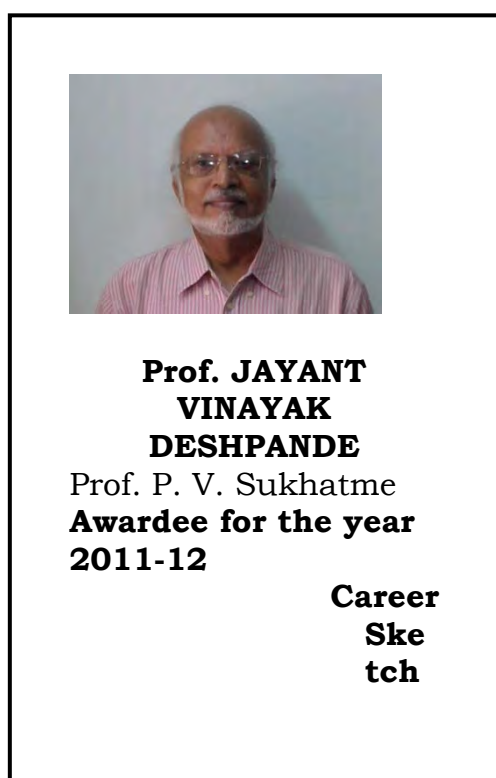 Prof. JAYANT
VINAYAK
DESHPANDE
Prof. P. V. Sukhatme
Awardee for the year
2011-12
Career
Ske
tch